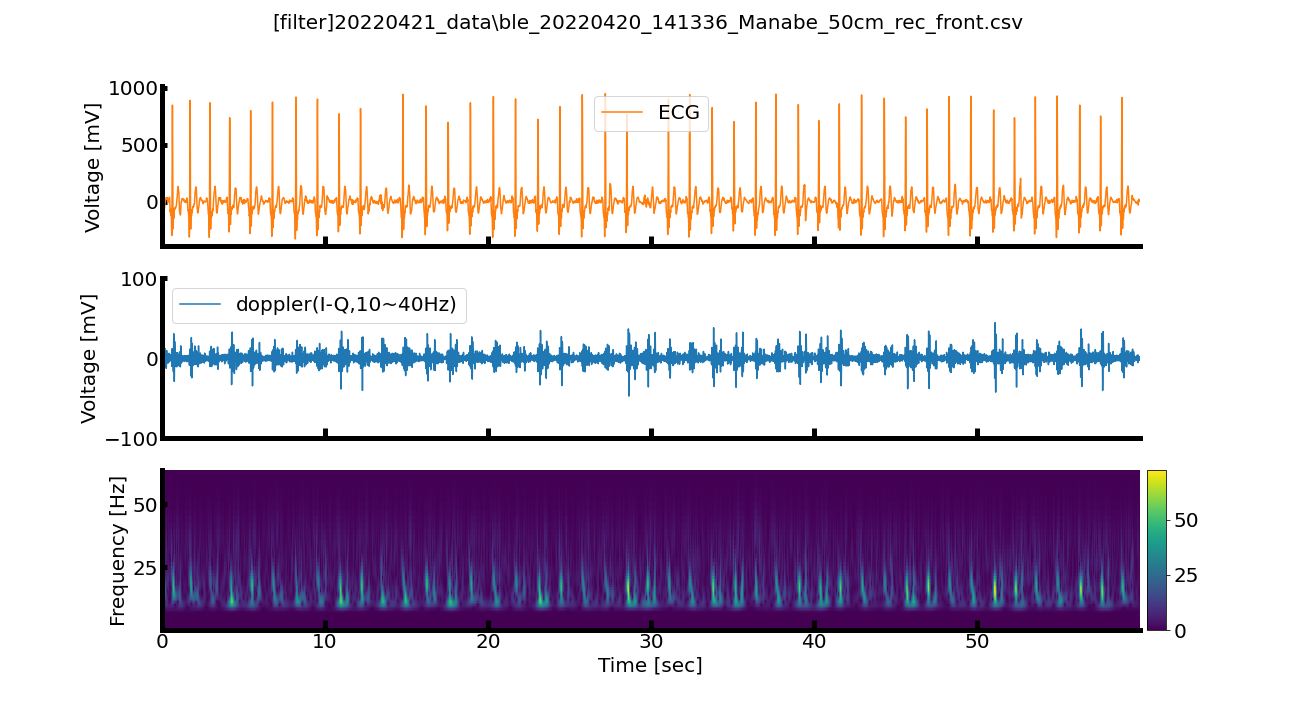 [filter]20220421_data\ble_20220420_141336_Manabe_50cm_rec_front.csv
1000
500
0
Voltage [mV]
ECG
100
0
−100
Voltage [mV]
doppler(I-Q,10~40Hz)
50
25
Frequency [Hz]
50
25
0
0 10 20 30 40 50
Time [sec]